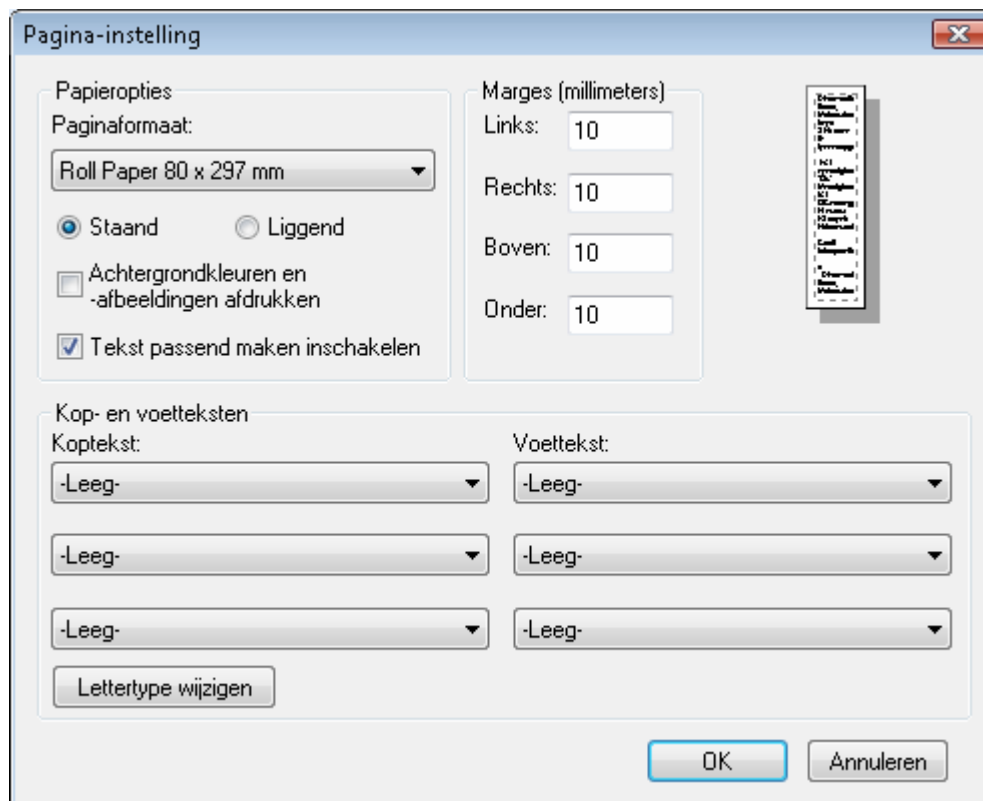 Pagina-instelling
Papieropties
Paginaformaat:
Roll Paper 80 x 297 mm
Staand
Liggend
Achtergrondkleuren en
-afbeeldingen afdrukken
Tekst passend maken inschakelen
Marges (millimeters)
Links: 10
Rechts: 10
Boven: 10
Onder: 10
Kop- en voetteksten
Koptekst:
Voettekst:
-Leeg-
-Leeg-
-Leeg-
-Leeg-
-Leeg-
-Leeg-
Lettertype wijzigen
OK
Annuleren